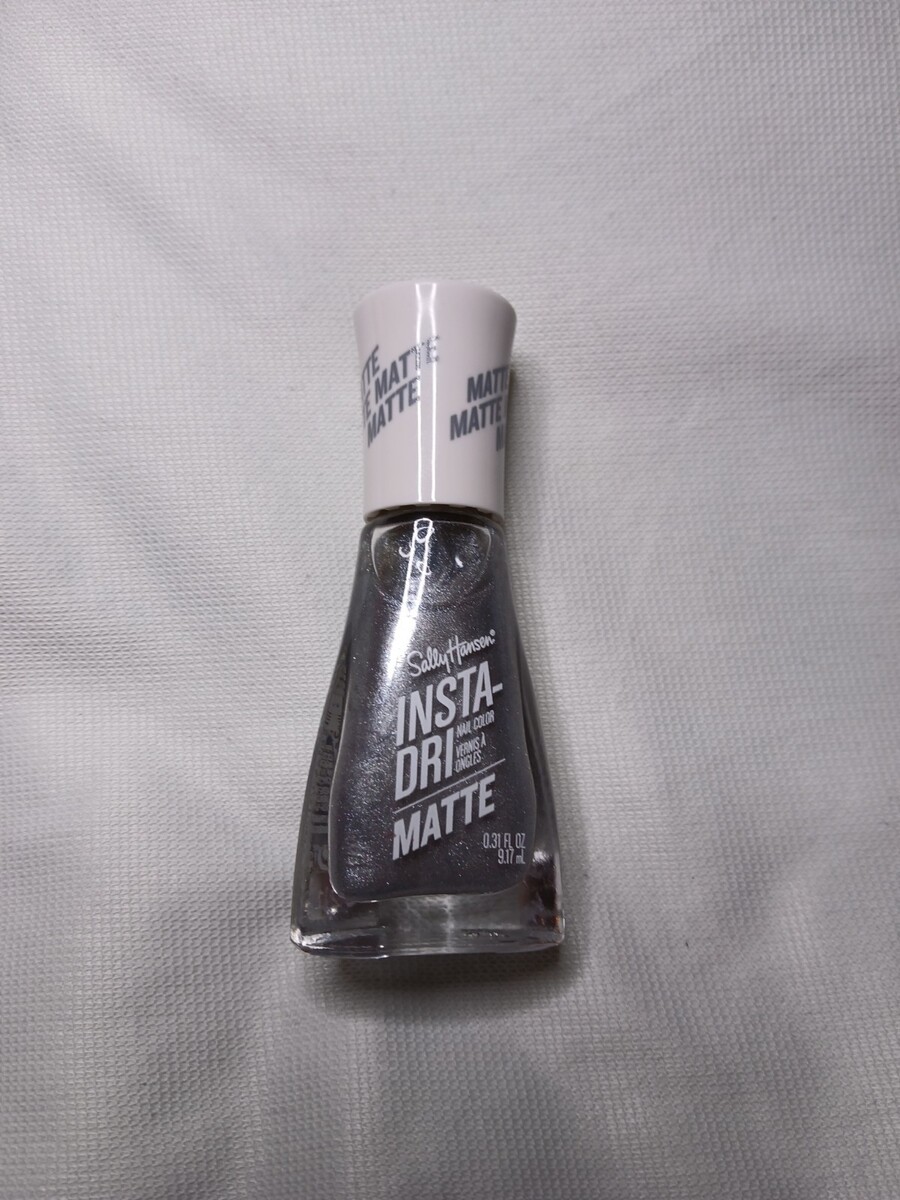 MATTE
MATTE
MATTE
MATTE
Sally Hansen®
INSTA-
DRI
NAIL COLOR
VERNIS À
ONGLES
MATTE
0.31 FL OZ
9.17 mL